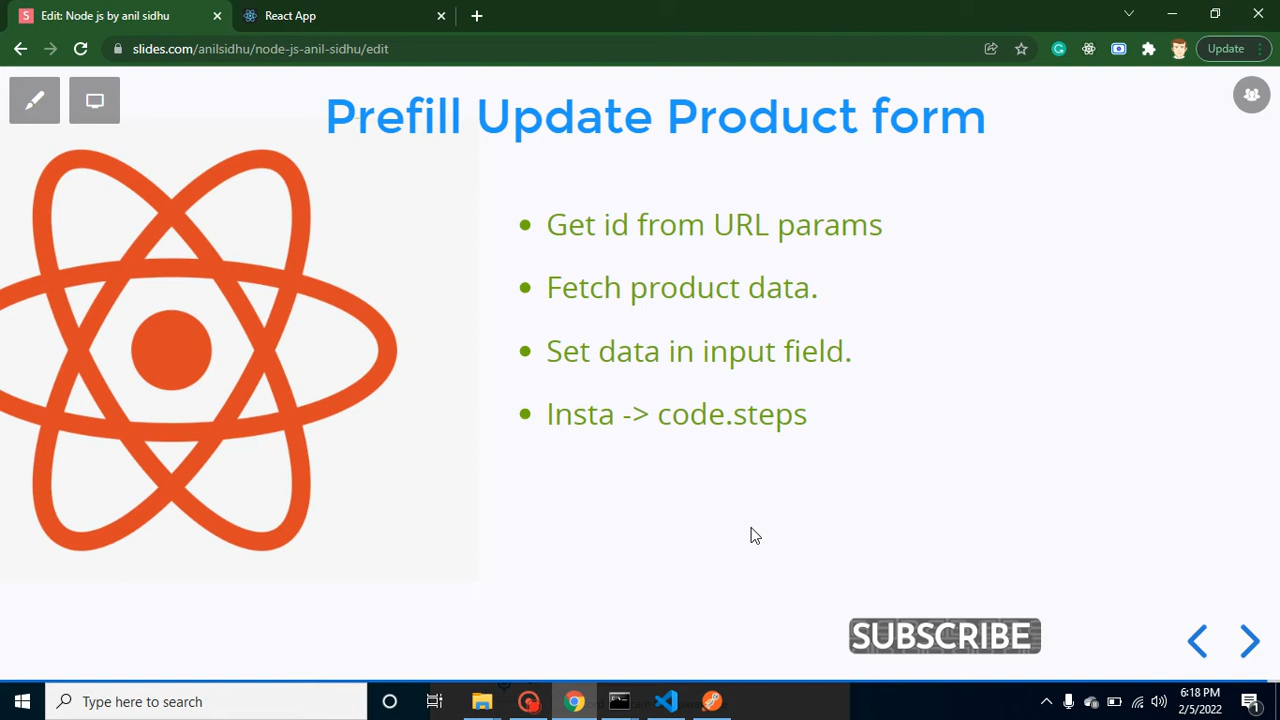 Edit: Node js by anil sidhu
React App
slides.com/anilsidhu/node-js-anil-sidhu/edit
Update
Prefill Update Product form
Get id from URL params
Fetch product data.
Set data in input field.
Insta -> code.steps
SUBSCRIBE
Type here to search
6:18 PM
2/5/2022
1